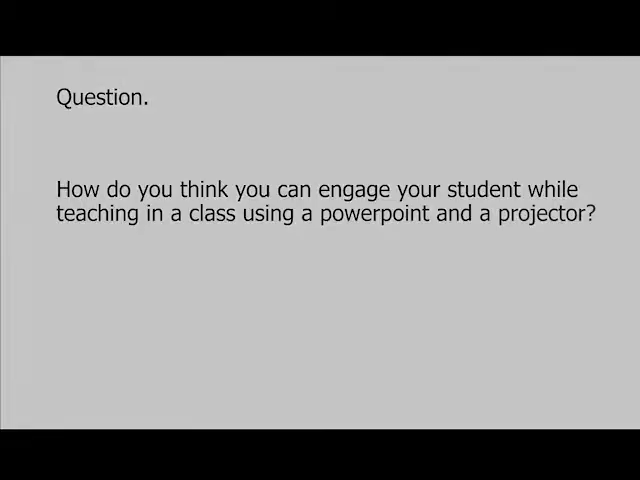 Question.
How do you think you can engage your student while
teaching in a class using a powerpoint and a projector?